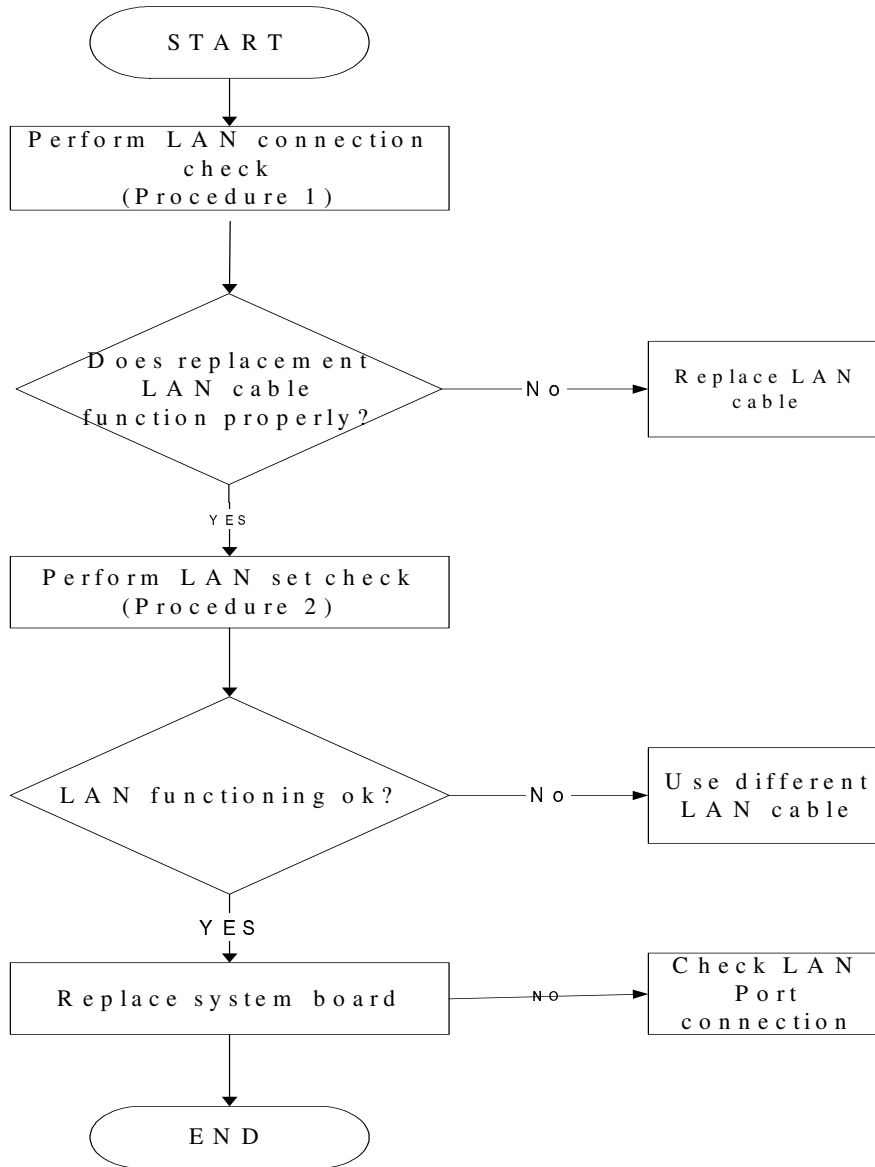 START
Perform LAN connection
check
(Procedure 1)
Does replacement
LAN cable
function properly?
No
Replace LAN
cable
YES
Perform LAN set check
(Procedure 2)
LAN functioning ok?
No
Use different
LAN cable
YES
Replace system board
NO
Check LAN
Port
connection
END